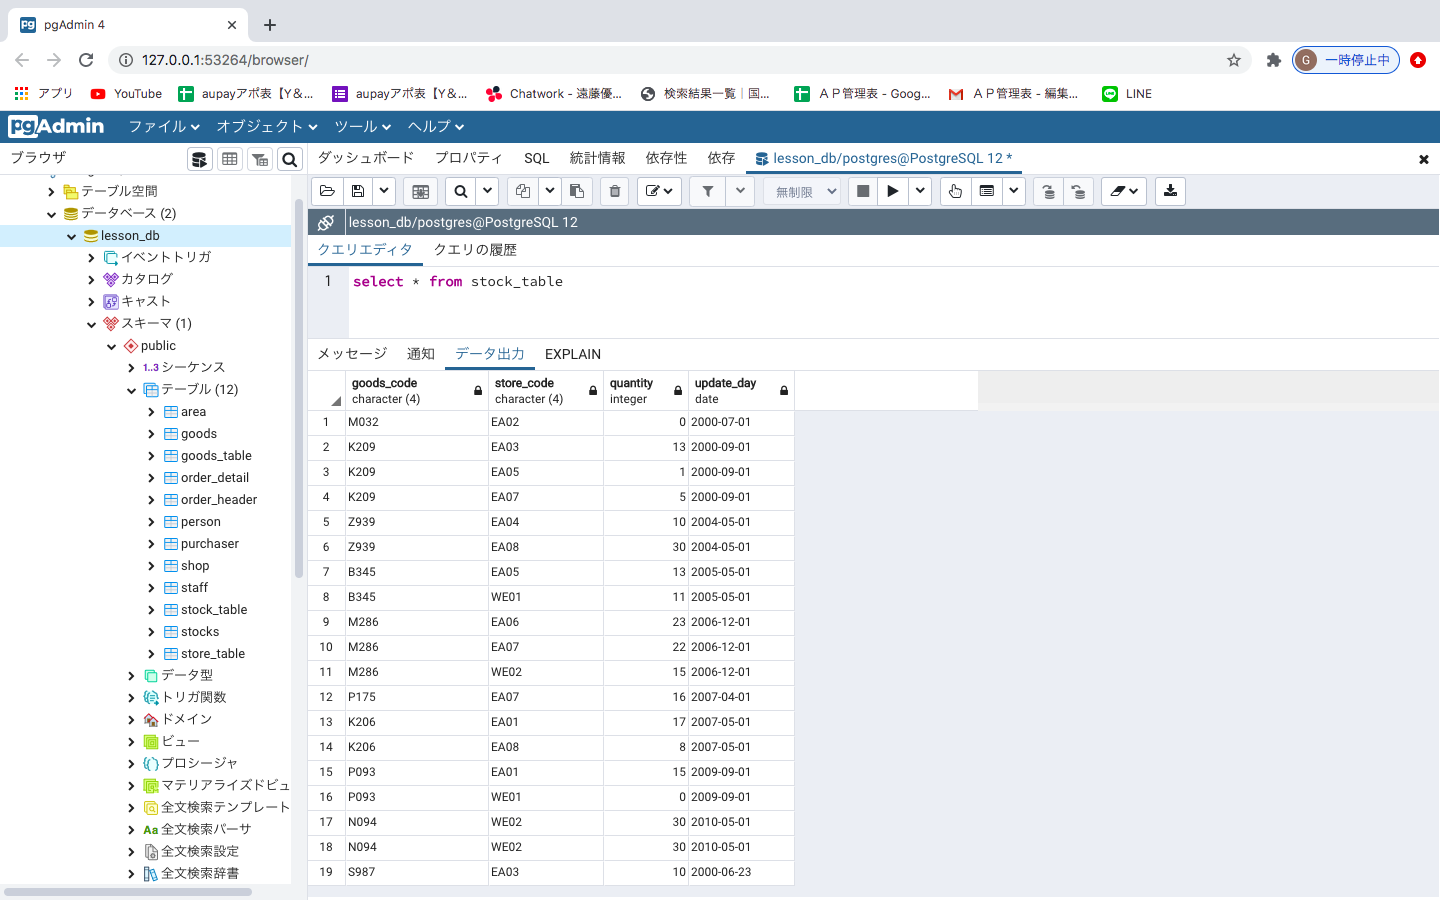 pgAdmin 4
127.0.0.1:53264/browser/
G 一時停止中
アプリ YouTube aupayアポ表【Y＆... aupayアポ表【Y＆... Chatwork - 遠藤優... 検索結果一覧｜国... ＡＰ管理表 - Goog... ＡＰ管理表 - 編集... LINE
pgAdmin ファイル オブジェクト ツール ヘルプ
ブラウザ
ダッシュボード プロパティ SQL 統計情報 依存性 依存 lesson_db/postgres@PostgreSQL 12 *
テーブル空間
データベース (2)
lesson_db
イベントトリガ
カタログ
キャスト
スキーマ (1)
public
1..3 シーケンス
テーブル (12)
area
goods
goods_table
order_detail
order_header
person
purchaser
shop
staff
stock_table
stocks
store_table
データ型
トリガ関数
ドメイン
ビュー
プロシージャ
マテリアライズドビュ
全文検索テンプレート
Aa 全文検索パーサ
全文検索設定
全文検索辞書
無制限
lesson_db/postgres@PostgreSQL 12
クエリエディタ クエリの履歴
1 select * from stock_table
メッセージ 通知 データ出力 EXPLAIN
goods_code store_code quantity update_day
character (4) character (4) integer date
1 M032 EA02 0 2000-07-01
2 K209 EA03 13 2000-09-01
3 K209 EA05 1 2000-09-01
4 K209 EA07 5 2000-09-01
5 Z939 EA04 10 2004-05-01
6 Z939 EA08 30 2004-05-01
7 B345 EA05 13 2005-05-01
8 B345 WE01 11 2005-05-01
9 M286 EA06 23 2006-12-01
10 M286 EA07 22 2006-12-01
11 M286 WE02 15 2006-12-01
12 P175 EA07 16 2007-04-01
13 K206 EA01 17 2007-05-01
14 K206 EA08 8 2007-05-01
15 P093 EA01 15 2009-09-01
16 P093 WE01 0 2009-09-01
17 N094 WE02 30 2010-05-01
18 N094 WE02 30 2010-05-01
19 S987 EA03 10 2000-06-23